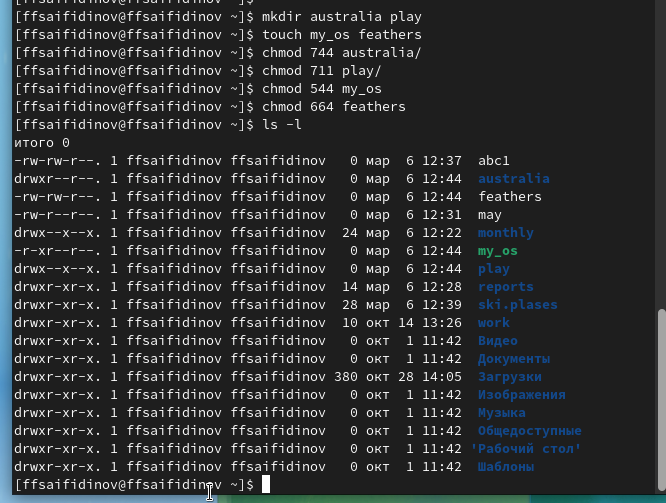 [ffsaifidinov@ffsaifidinov ~]$ mkdir australia play
[ffsaifidinov@ffsaifidinov ~]$ touch my_os feathers
[ffsaifidinov@ffsaifidinov ~]$ chmod 744 australia/
[ffsaifidinov@ffsaifidinov ~]$ chmod 711 play/
[ffsaifidinov@ffsaifidinov ~]$ chmod 544 my_os
[ffsaifidinov@ffsaifidinov ~]$ chmod 664 feathers
[ffsaifidinov@ffsaifidinov ~]$ ls -l
итого 0
-rw-rw-r--. 1 ffsaifidinov ffsaifidinov   0 мар  6 12:37  abc1
drwxr--r--. 1 ffsaifidinov ffsaifidinov   0 мар  6 12:44  australia
-rw-rw-r--. 1 ffsaifidinov ffsaifidinov   0 мар  6 12:44  feathers
-rw-r--r--. 1 ffsaifidinov ffsaifidinov   0 мар  6 12:31  may
drwx--x--x. 1 ffsaifidinov ffsaifidinov  24 мар  6 12:22  monthly
-r-xr--r--. 1 ffsaifidinov ffsaifidinov   0 мар  6 12:44  my_os
drwx--x--x. 1 ffsaifidinov ffsaifidinov   0 мар  6 12:44  play
drwxr-xr-x. 1 ffsaifidinov ffsaifidinov  14 мар  6 12:28  reports
drwxr-xr-x. 1 ffsaifidinov ffsaifidinov  28 мар  6 12:39  ski.plases
drwxr-xr-x. 1 ffsaifidinov ffsaifidinov  10 окт 14 13:26  work
drwxr-xr-x. 1 ffsaifidinov ffsaifidinov   0 окт  1 11:42  Видео
drwxr-xr-x. 1 ffsaifidinov ffsaifidinov   0 окт  1 11:42  Документы
drwxr-xr-x. 1 ffsaifidinov ffsaifidinov 380 окт 28 14:05  Загрузки
drwxr-xr-x. 1 ffsaifidinov ffsaifidinov   0 окт  1 11:42  Изображения
drwxr-xr-x. 1 ffsaifidinov ffsaifidinov   0 окт  1 11:42  Музыка
drwxr-xr-x. 1 ffsaifidinov ffsaifidinov   0 окт  1 11:42  Общедоступные
drwxr-xr-x. 1 ffsaifidinov ffsaifidinov   0 окт  1 11:42 'Рабочий стол'
drwxr-xr-x. 1 ffsaifidinov ffsaifidinov   0 окт  1 11:42  Шаблоны
[ffsaifidinov@ffsaifidinov ~]$